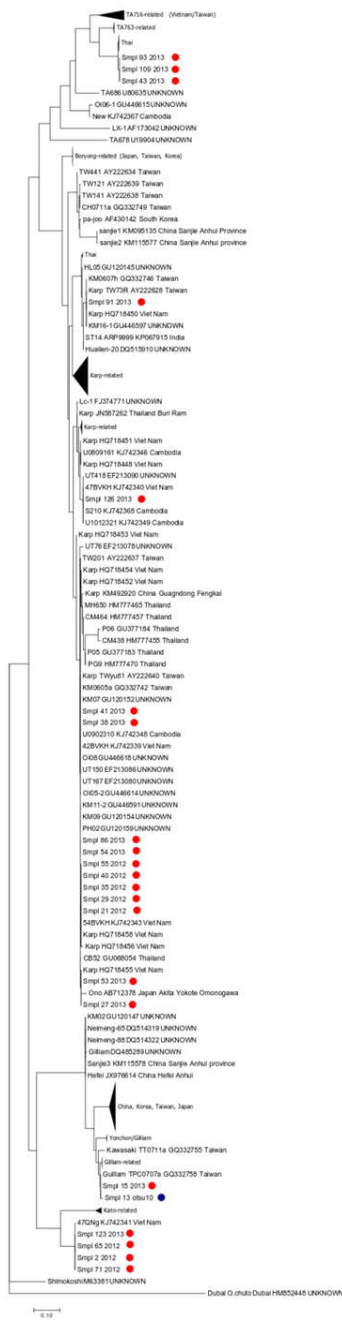 TA716-related (Vietnam/Taiwan)
TA763-related
Thai
Smpl 93 2013
Smpl 109 2013
Smpl 43 2013
TA686 U80635 UNKNOWN
OI06-1 GU446615 UNKNOWN
New KJ742367 Cambodia
LX-1 AF173042 UNKNOWN
TA678 U19904 UNKNOWN
Boryong-related (Japan, Taiwan, Korea)
TW441 AY222634 Taiwan
TW121 AY222639 Taiwan
TW141 AY222638 Taiwan
CH0711a GQ332749 Taiwan
pa-joo AF430142 South Korea
sanjie1 KM095135 China Sanjie Anhui Province
sanjie2 KM115577 China Sanjie Anhui province
Thai
HL05 GU120145 UNKNOWN
KM0607h GQ332746 Taiwan
Karp TW73R AY222628 Taiwan
Smpl 91 2013
Karp HQ718450 Viet Nam
KM16-1 GU446597 UNKNOWN
ST14 ARP9999 KP067915 India
Hualien-20 DQ515910 UNKNOWN
Karp-related
Lc-1 FJ374771 UNKNOWN
Karp JN587262 Thailand Buri Ram
Karp-related
Karp HQ718451 Viet Nam
U0809161 KJ742346 Cambodia
Karp HQ718448 Viet Nam
UT418 EF213090 UNKNOWN
47BVKH KJ742340 Viet Nam
Smpl 126 2013
S210 KJ742368 Cambodia
U1012321 KJ742349 Cambodia
Karp HQ718453 Viet Nam
UT76 EF213078 UNKNOWN
TW201 AY222637 Taiwan
Karp HQ718454 Viet Nam
Karp HQ718452 Viet Nam
Karp KM492920 China Guagndong Fengkai
MH650 HM777465 Thailand
CM464 HM777457 Thailand
P06 GU377184 Thailand
CM438 HM777455 Thailand
P05 GU377183 Thailand
PG9 HM777470 Thailand
Karp TWyu81 AY222640 Taiwan
KM0605a GQ332742 Taiwan
KM07 GU120152 UNKNOWN
Smpl 41 2013
Smpl 38 2013
U0902310 KJ742348 Cambodia
42BVKH KJ742339 Viet Nam
OI08 GU446618 UNKNOWN
UT150 EF213086 UNKNOWN
UT167 EF213080 UNKNOWN
OI05-2 GU446614 UNKNOWN
KM11-2 GU446591 UNKNOWN
KM09 GU120154 UNKNOWN
PH02 GU120159 UNKNOWN
Smpl 86 2013
Smpl 54 2013
Smpl 55 2012
Smpl 40 2012
Smpl 35 2012
Smpl 29 2012
Smpl 21 2012
54BVKH KJ742343 Viet Nam
Karp HQ718458 Viet Nam
Karp HQ718456 Viet Nam
CB52 GU068054 Thailand
Karp HQ718455 Viet Nam
Smpl 53 2013
Ono AB712378 Japan Akita Yokote Omonogawa
Smpl 27 2013
KM02 GU120147 UNKNOWN
Neimeng-65 DQ514319 UNKNOWN
Neimeng-88 DQ514322 UNKNOWN
Gilliam DQ485289 UNKNOWN
Sanjie3 KM115578 China Sanjie Anhui province
Hefei JX976614 China Hefei Anhui
China, Korea, Taiwan, Japan
Yonchon/Gilliam
Kawasaki TT0711a GQ332755 Taiwan
Gilliam-related
Guilliam TPC0707a GQ332758 Taiwan
Smpl 15 2013
Smpl 13 otsu10
Kato-related
47QNg KJ742341 Viet Nam
Smpl 123 2013
Smpl 65 2012
Smpl 2 2012
Smpl 71 2012
Shimokoshi M63381 UNKNOWN
Dubai O.chuto Dubai HM852448 UNKNOWN
0.10